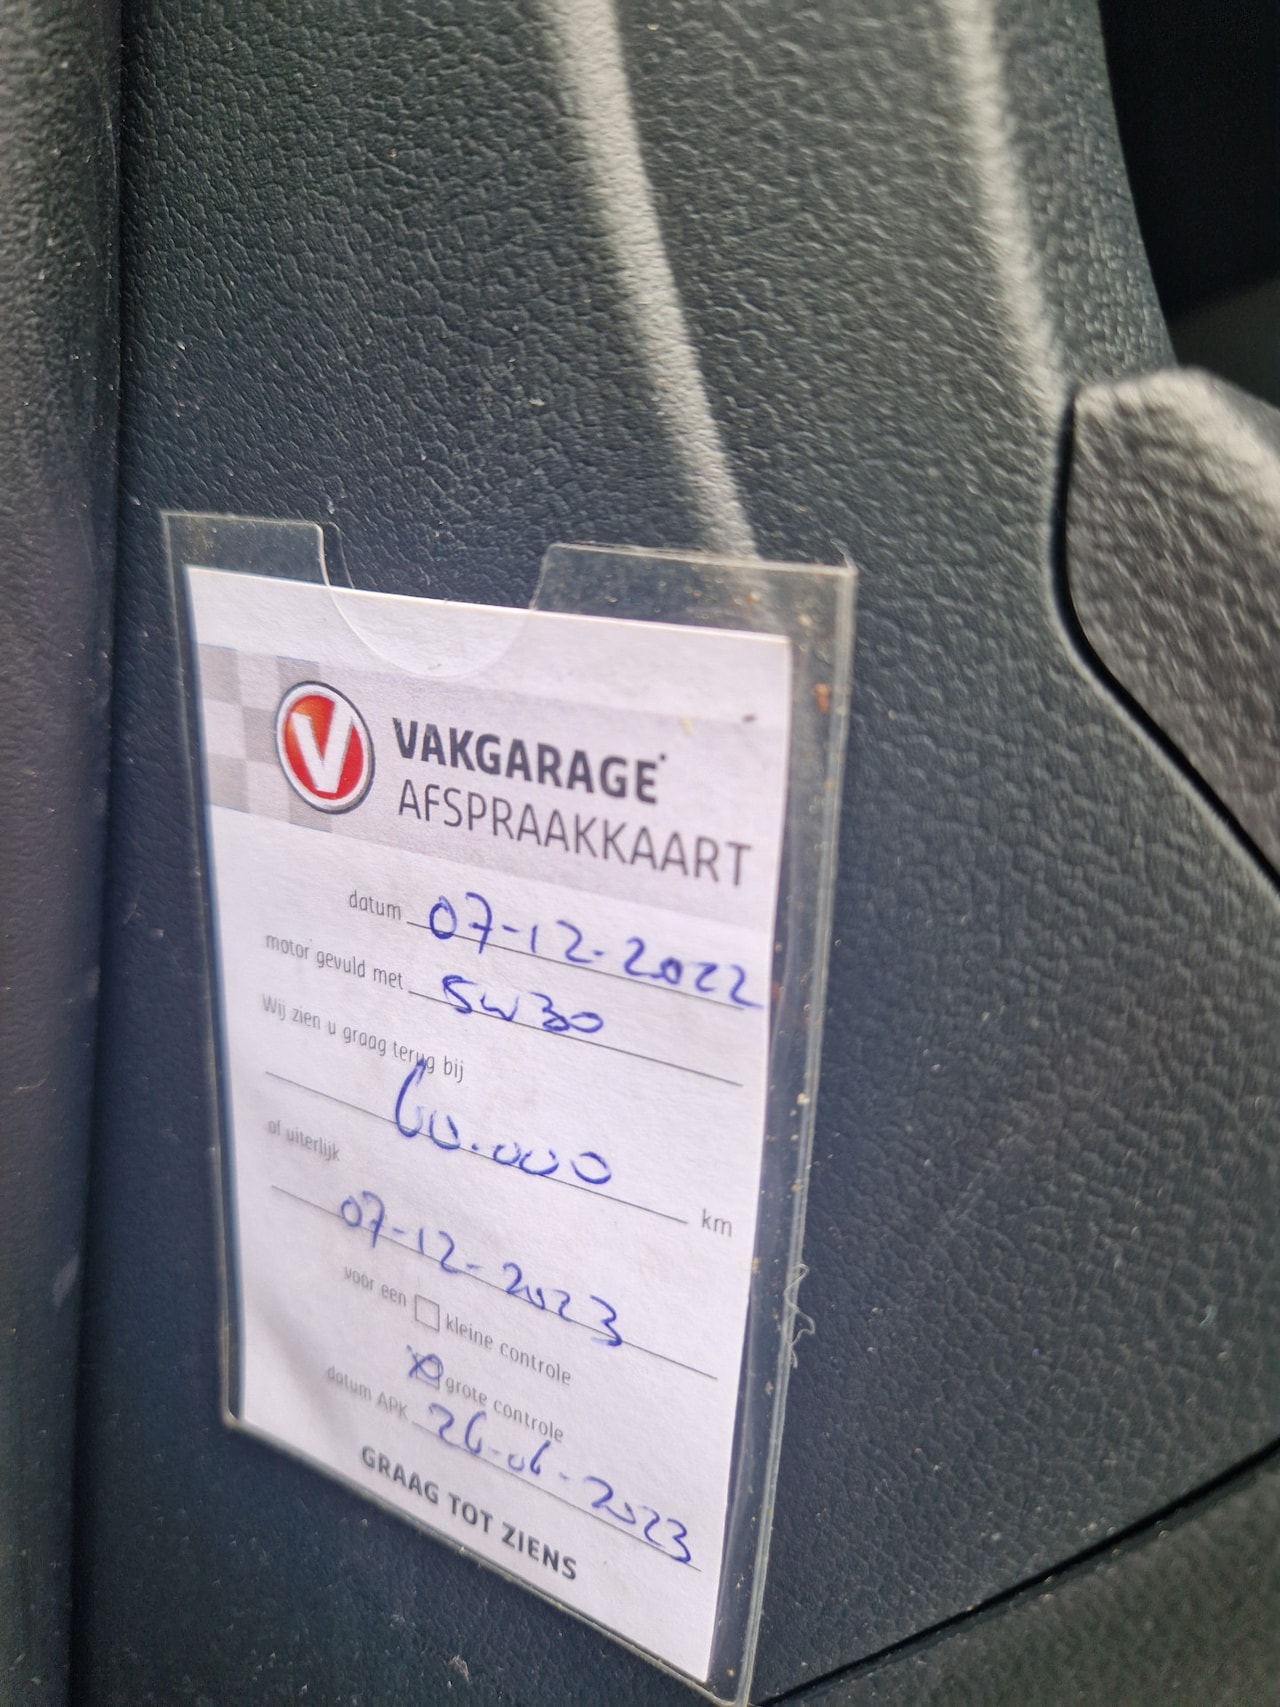 V VAKGARAGE
AFSPRAAKKAART
datum 07-12-2022
motor gevuld met 5w30
Wij zien u graag terug bij
60.000 km
of uiterlijk
07-12-2023
voor een kleine controle
grote controle
datum APK 26-06-2023
GRAAG TOT ZIENS